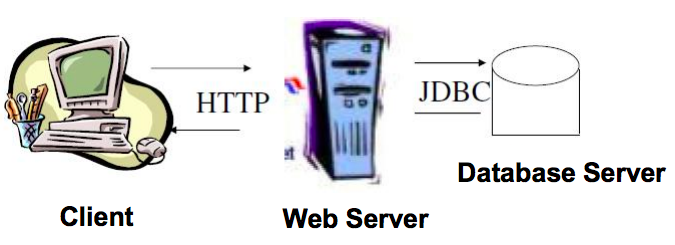 HTTP
JDBC
Database Server
Client
Web Server